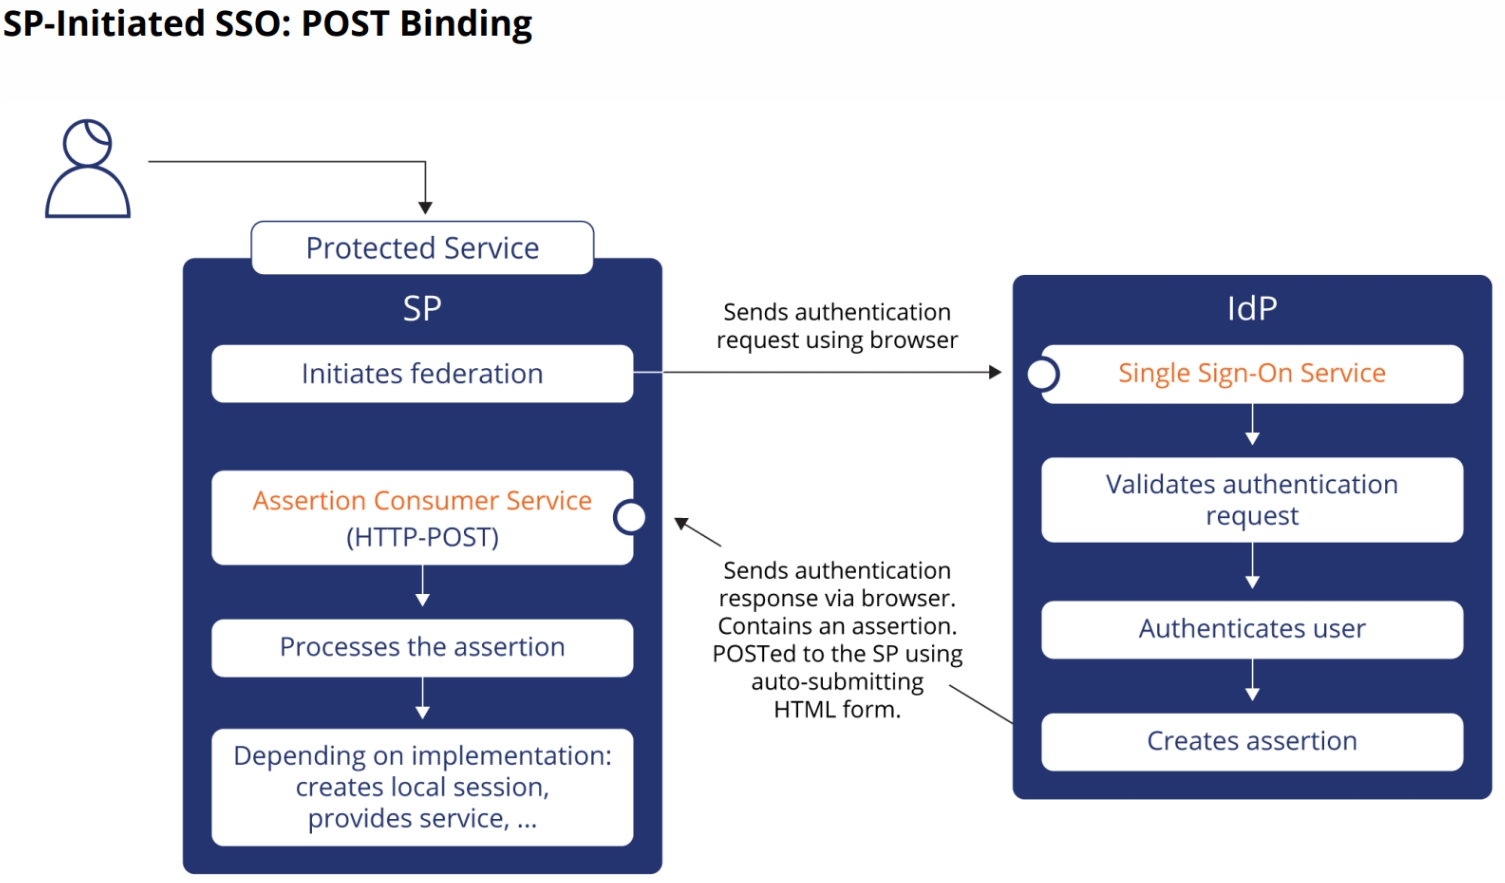 SP-Initiated SSO: POST Binding
Protected Service
SP
Initiates federation
Assertion Consumer Service
(HTTP-POST)
Processes the assertion
Depending on implementation:
creates local session,
provides service, ...
Sends authentication
request using browser
Sends authentication
response via browser.
Contains an assertion.
POSTed to the SP using
auto-submitting
HTML form.
IdP
Single Sign-On Service
Validates authentication
request
Authenticates user
Creates assertion